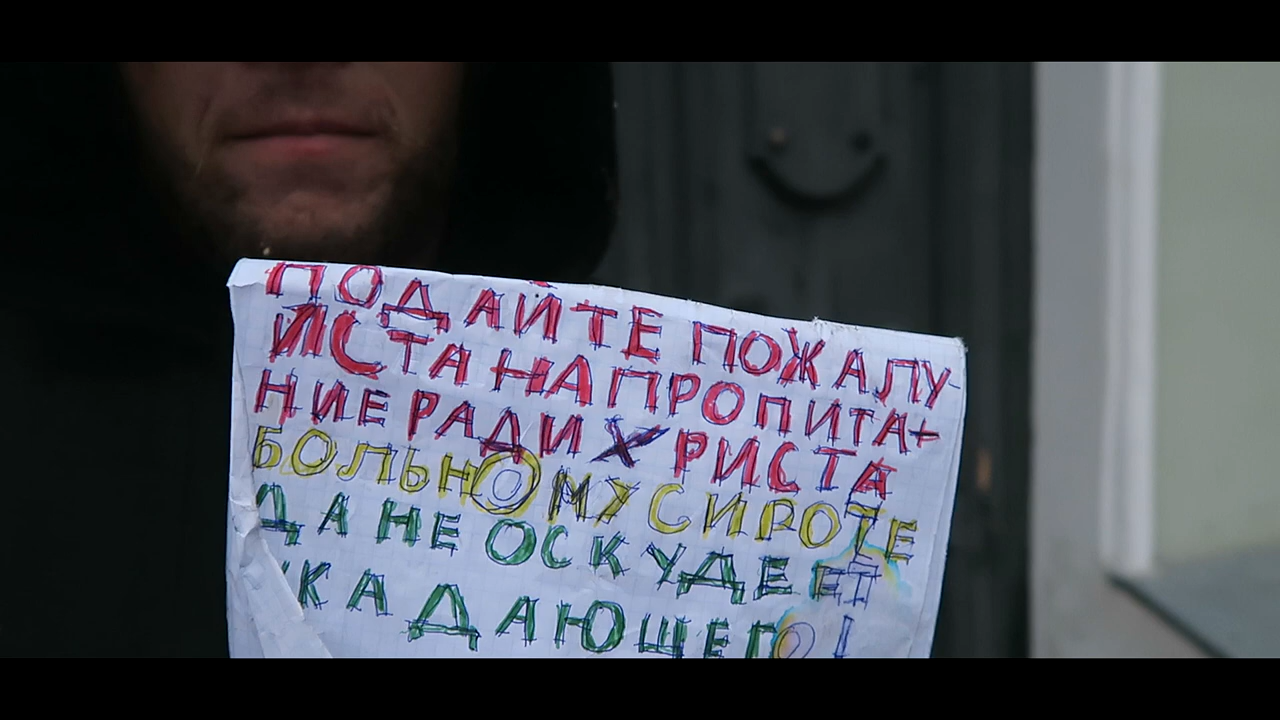 ПОДАЙТЕ ПОЖАЛУ-
ЙСТА НА ПРОПИТА-
НИЕ РАДИ ХРИСТА
БОЛЬНОМУ СИРОТЕ
ДА НЕ ОСКУДЕЕТ
КА ДАЮЩЕГО!